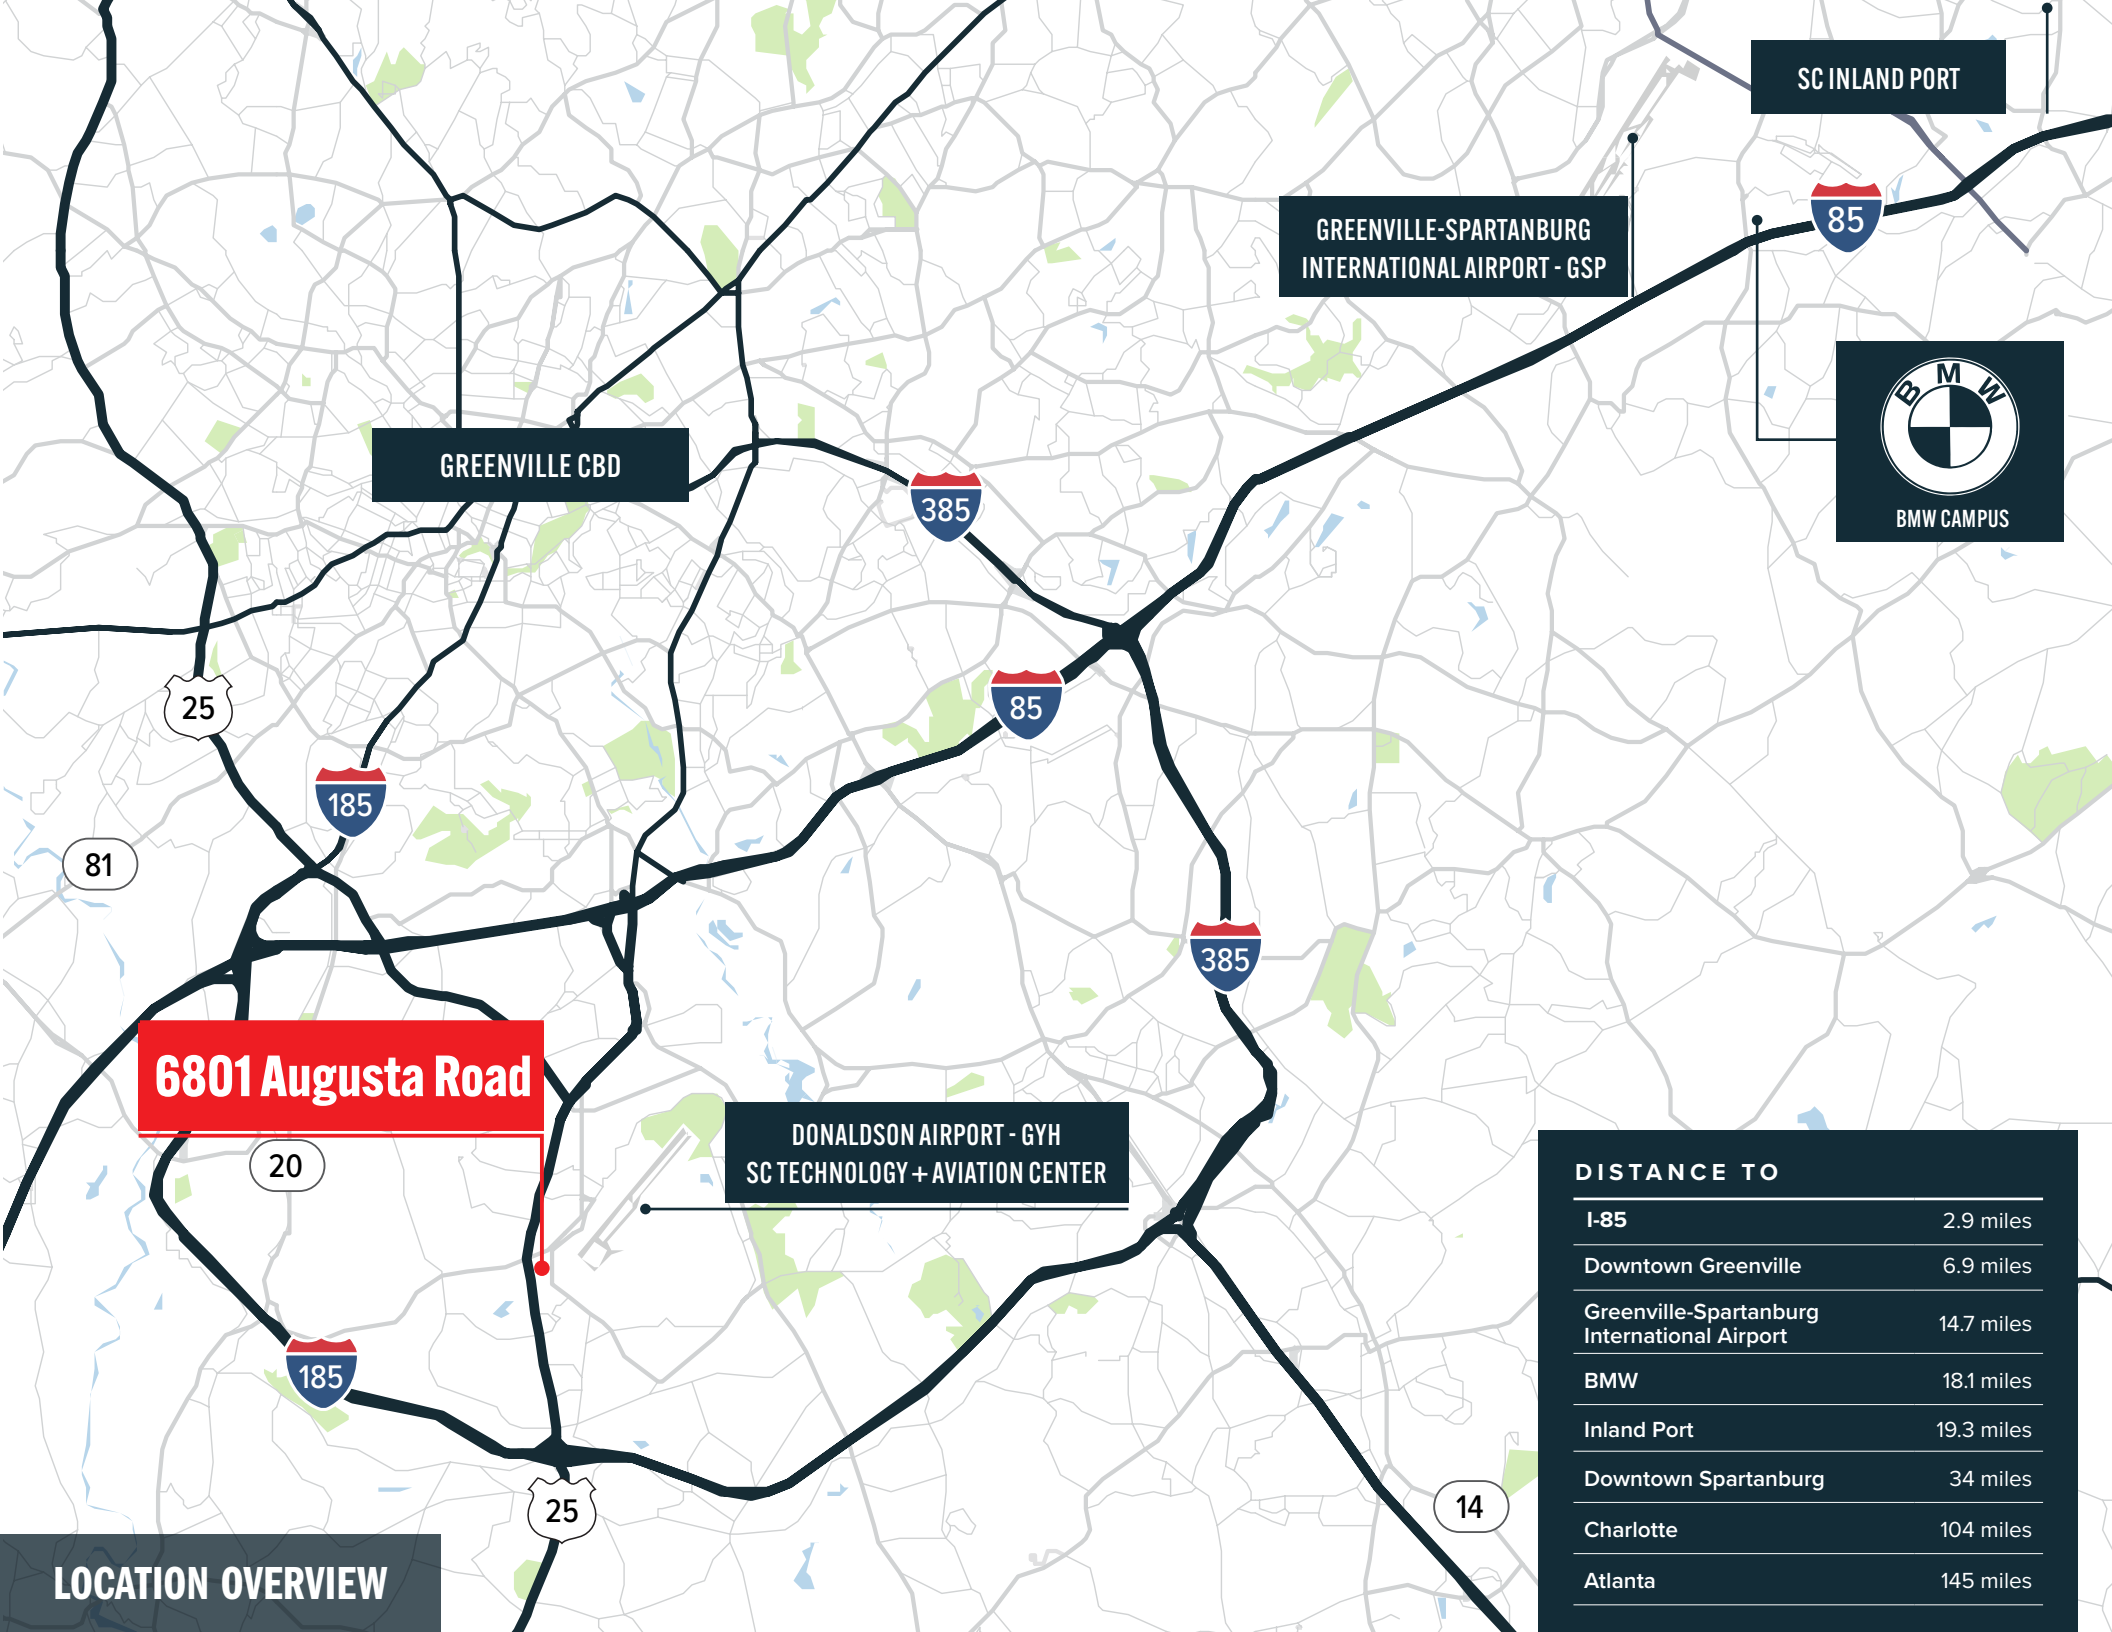 SC INLAND PORT
GREENVILLE-SPARTANBURG
INTERNATIONAL AIRPORT - GSP
85
BMW
BMW CAMPUS
GREENVILLE CBD
385
25
85
185
81
385
6801 Augusta Road
20
DONALDSON AIRPORT - GYH
SC TECHNOLOGY + AVIATION CENTER
185
25
14
LOCATION OVERVIEW
DISTANCE TO
I-85 2.9 miles
Downtown Greenville 6.9 miles
Greenville-Spartanburg
International Airport 14.7 miles
BMW 18.1 miles
Inland Port 19.3 miles
Downtown Spartanburg 34 miles
Charlotte 104 miles
Atlanta 145 miles